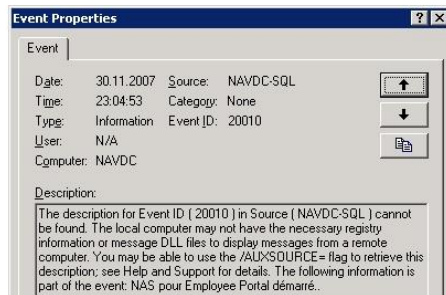 Event Properties
Event
Date: 30.11.2007 Source: NAVDC-SQL
Time: 23:04:53 Category: None
Type: Information Event ID: 20010
User: N/A
Computer: NAVDC
Description:
The description for Event ID ( 20010 ) in Source ( NAVDC-SQL ) cannot
be found. The local computer may not have the necessary registry
information or message DLL files to display messages from a remote
computer. You may be able to use the /AUXSOURCE= flag to retrieve this
description; see Help and Support for details. The following information is
part of the event: NAS pour Employee Portal démarré..